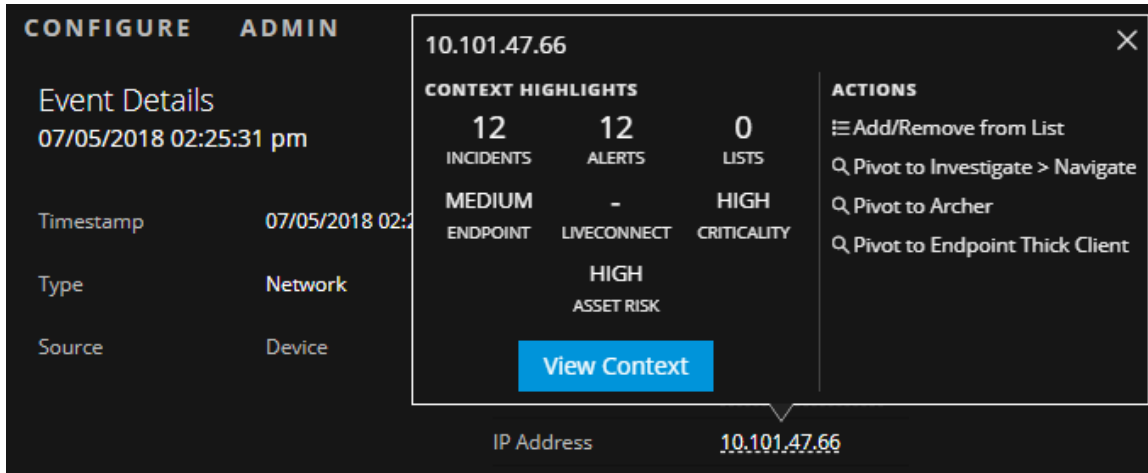 CONFIGURE ADMIN
Event Details
07/05/2018 02:25:31 pm
Timestamp 07/05/2018 02:2
Type Network
Source Device
IP Address 10.101.47.66
10.101.47.66
CONTEXT HIGHLIGHTS
12 12 0
INCIDENTS ALERTS LISTS
MEDIUM - HIGH
ENDPOINT LIVECONNECT CRITICALITY
HIGH
ASSET RISK
View Context
ACTIONS
Add/Remove from List
Pivot to Investigate > Navigate
Pivot to Archer
Pivot to Endpoint Thick Client